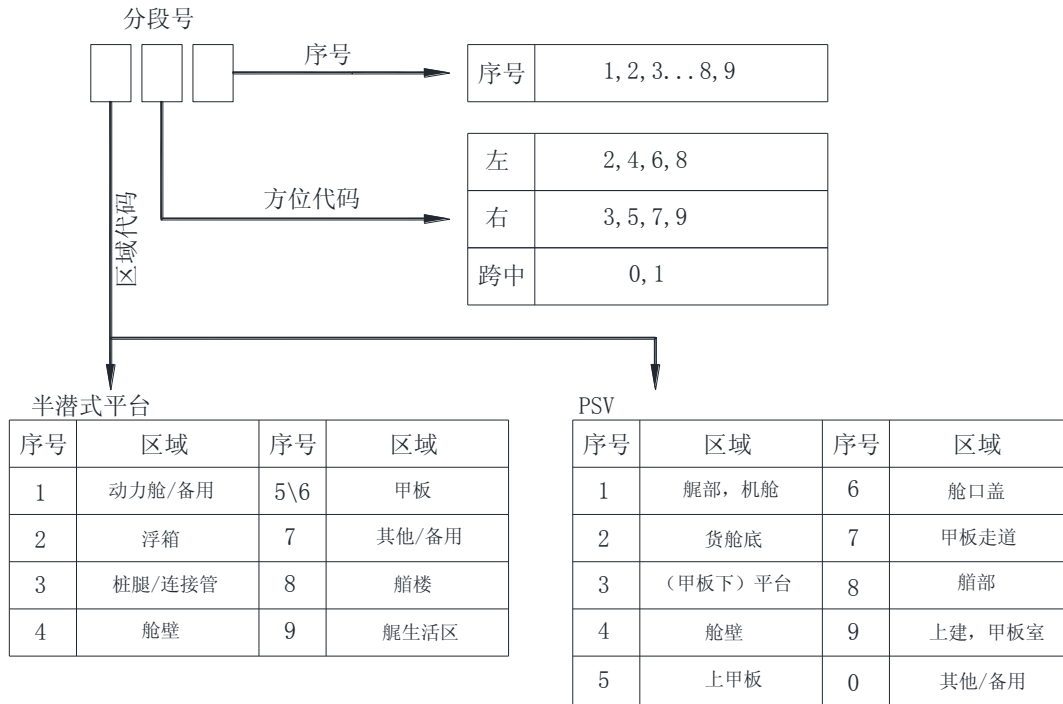 分段号
序号
序号 1,2,3...8,9
左 2,4,6,8
方位代码
右 3,5,7,9
跨中 0,1
区域代码
半潜式平台
序号 区域 序号 区域
1 动力舱/备用 5\6 甲板
2 浮箱 7 其他/备用
3 桩腿/连接管 8 艏楼
4 舱壁 9 艉生活区
PSV
序号 区域 序号 区域
1 艉部，机舱 6 舱口盖
2 货舱底 7 甲板走道
3 （甲板下）平台 8 艏部
4 舱壁 9 上建，甲板室
5 上甲板 0 其他/备用